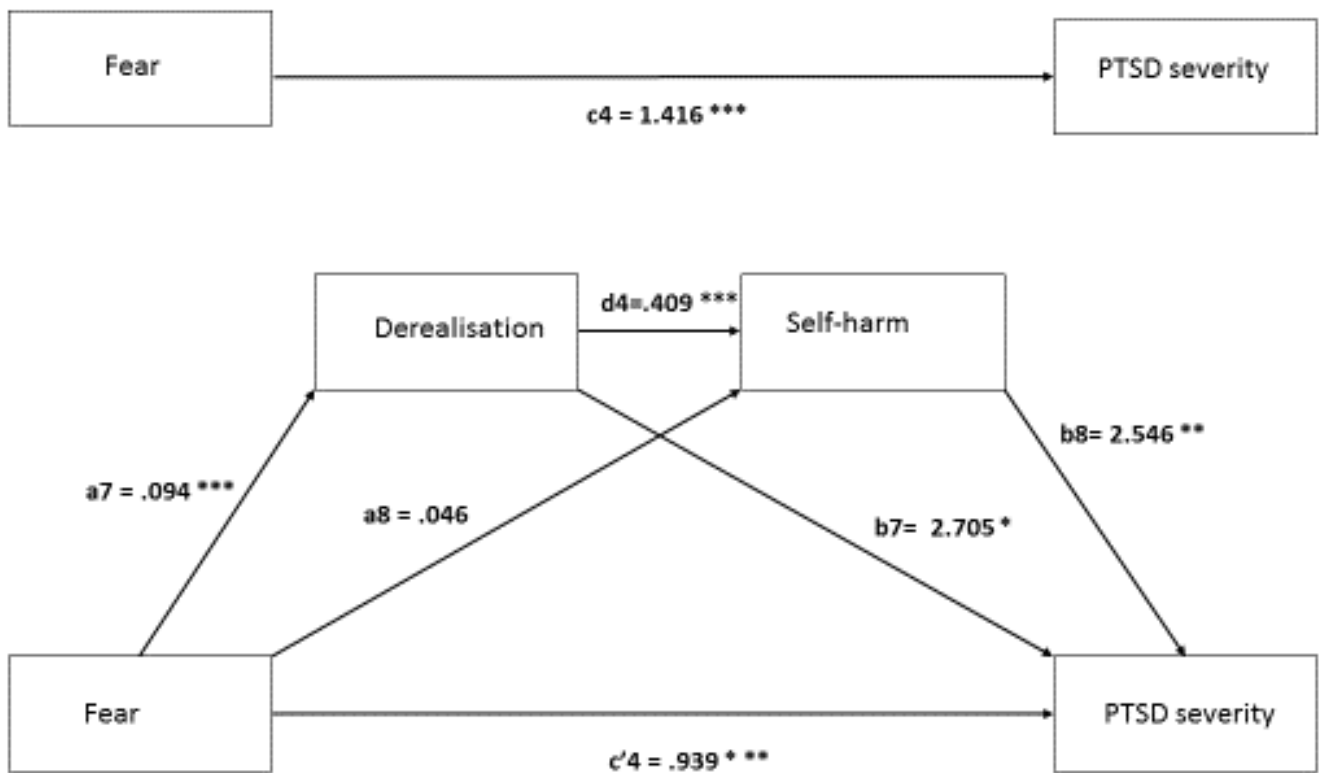 Fear
PTSD severity
c4 = 1.416 ***
d4=.409 ***
Derealisation
Self-harm
b8= 2.546 **
a7 = .094 ***
a8 = .046
b7=  2.705 *
Fear
PTSD severity
c'4 = .939 * **